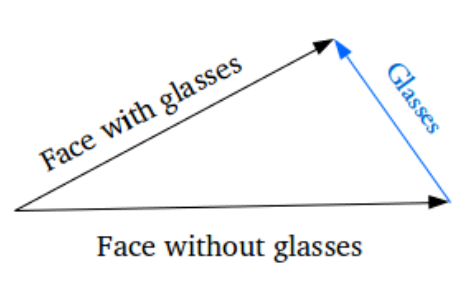 Face with glasses
Glasses
Face without glasses